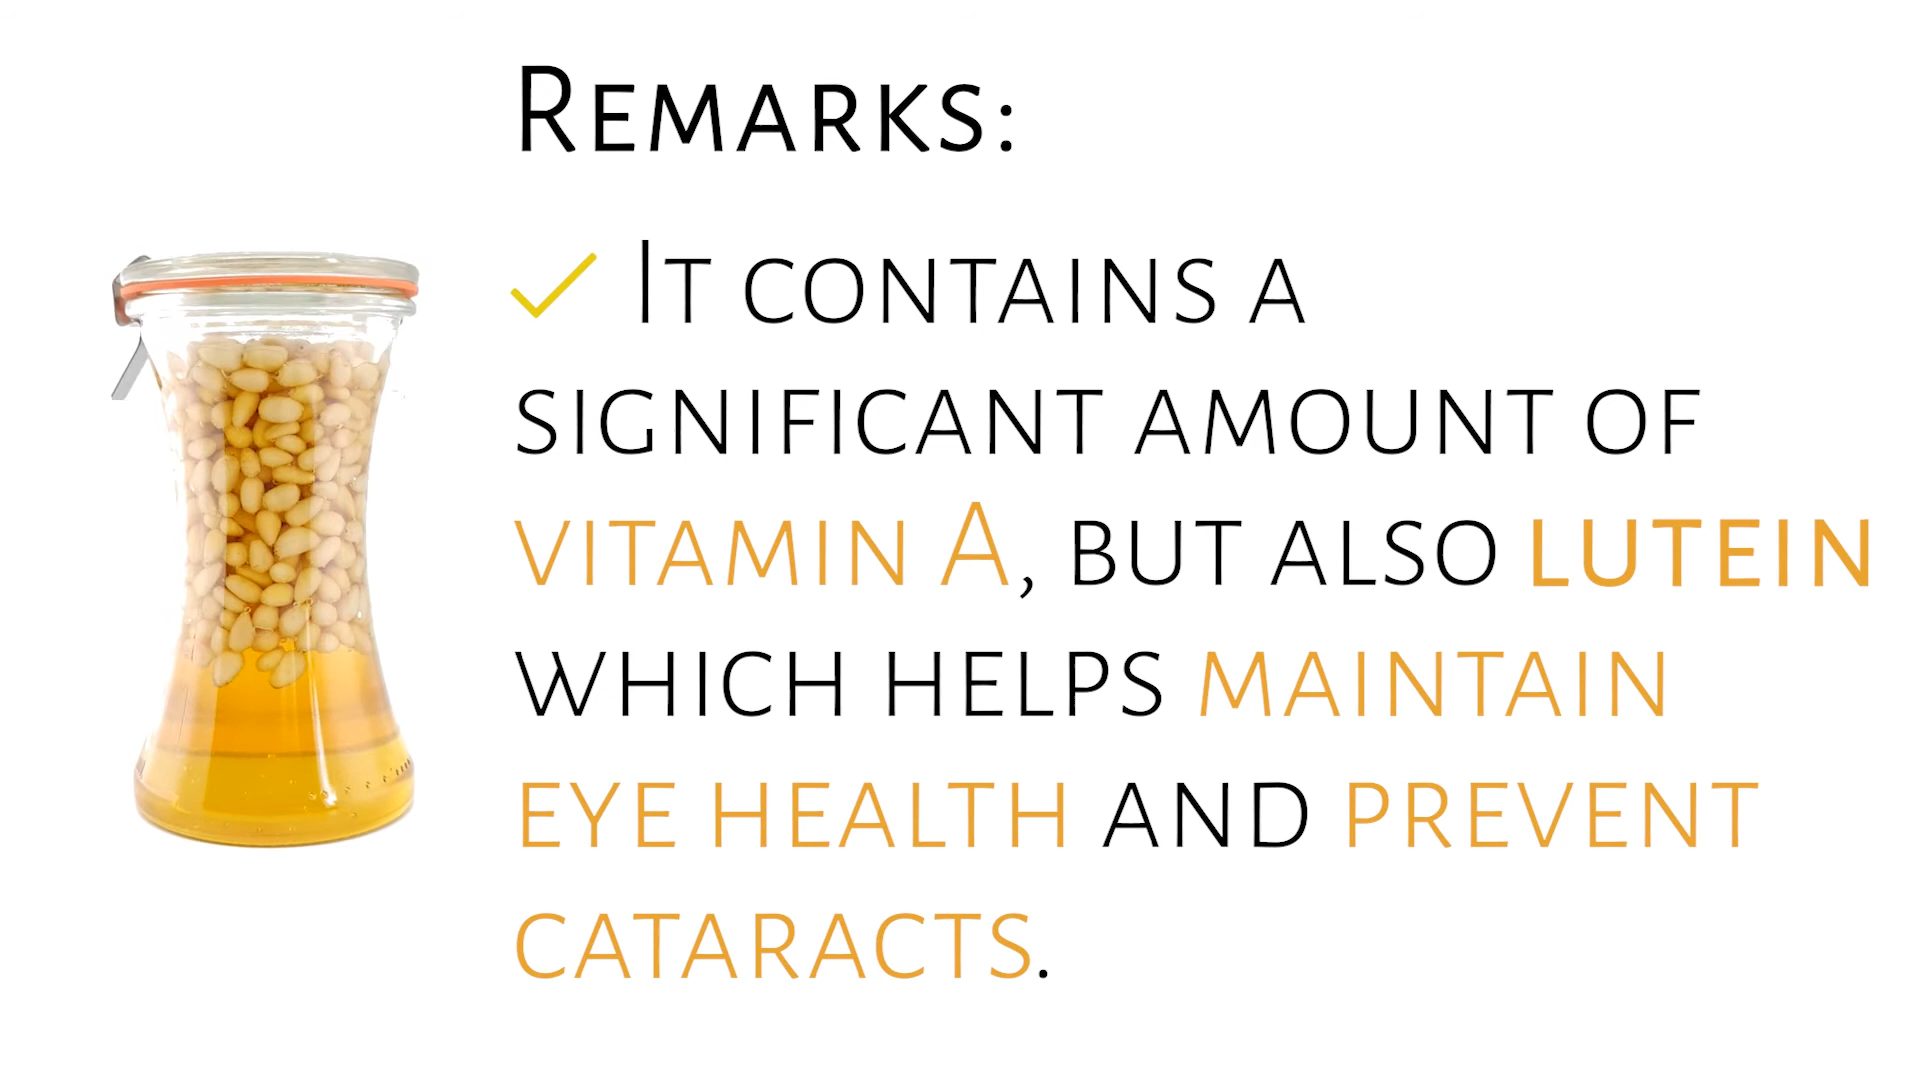 Remarks:
✓ It contains a
significant amount of
vitamin A, but also lutein
which helps maintain
eye health and prevent
cataracts.